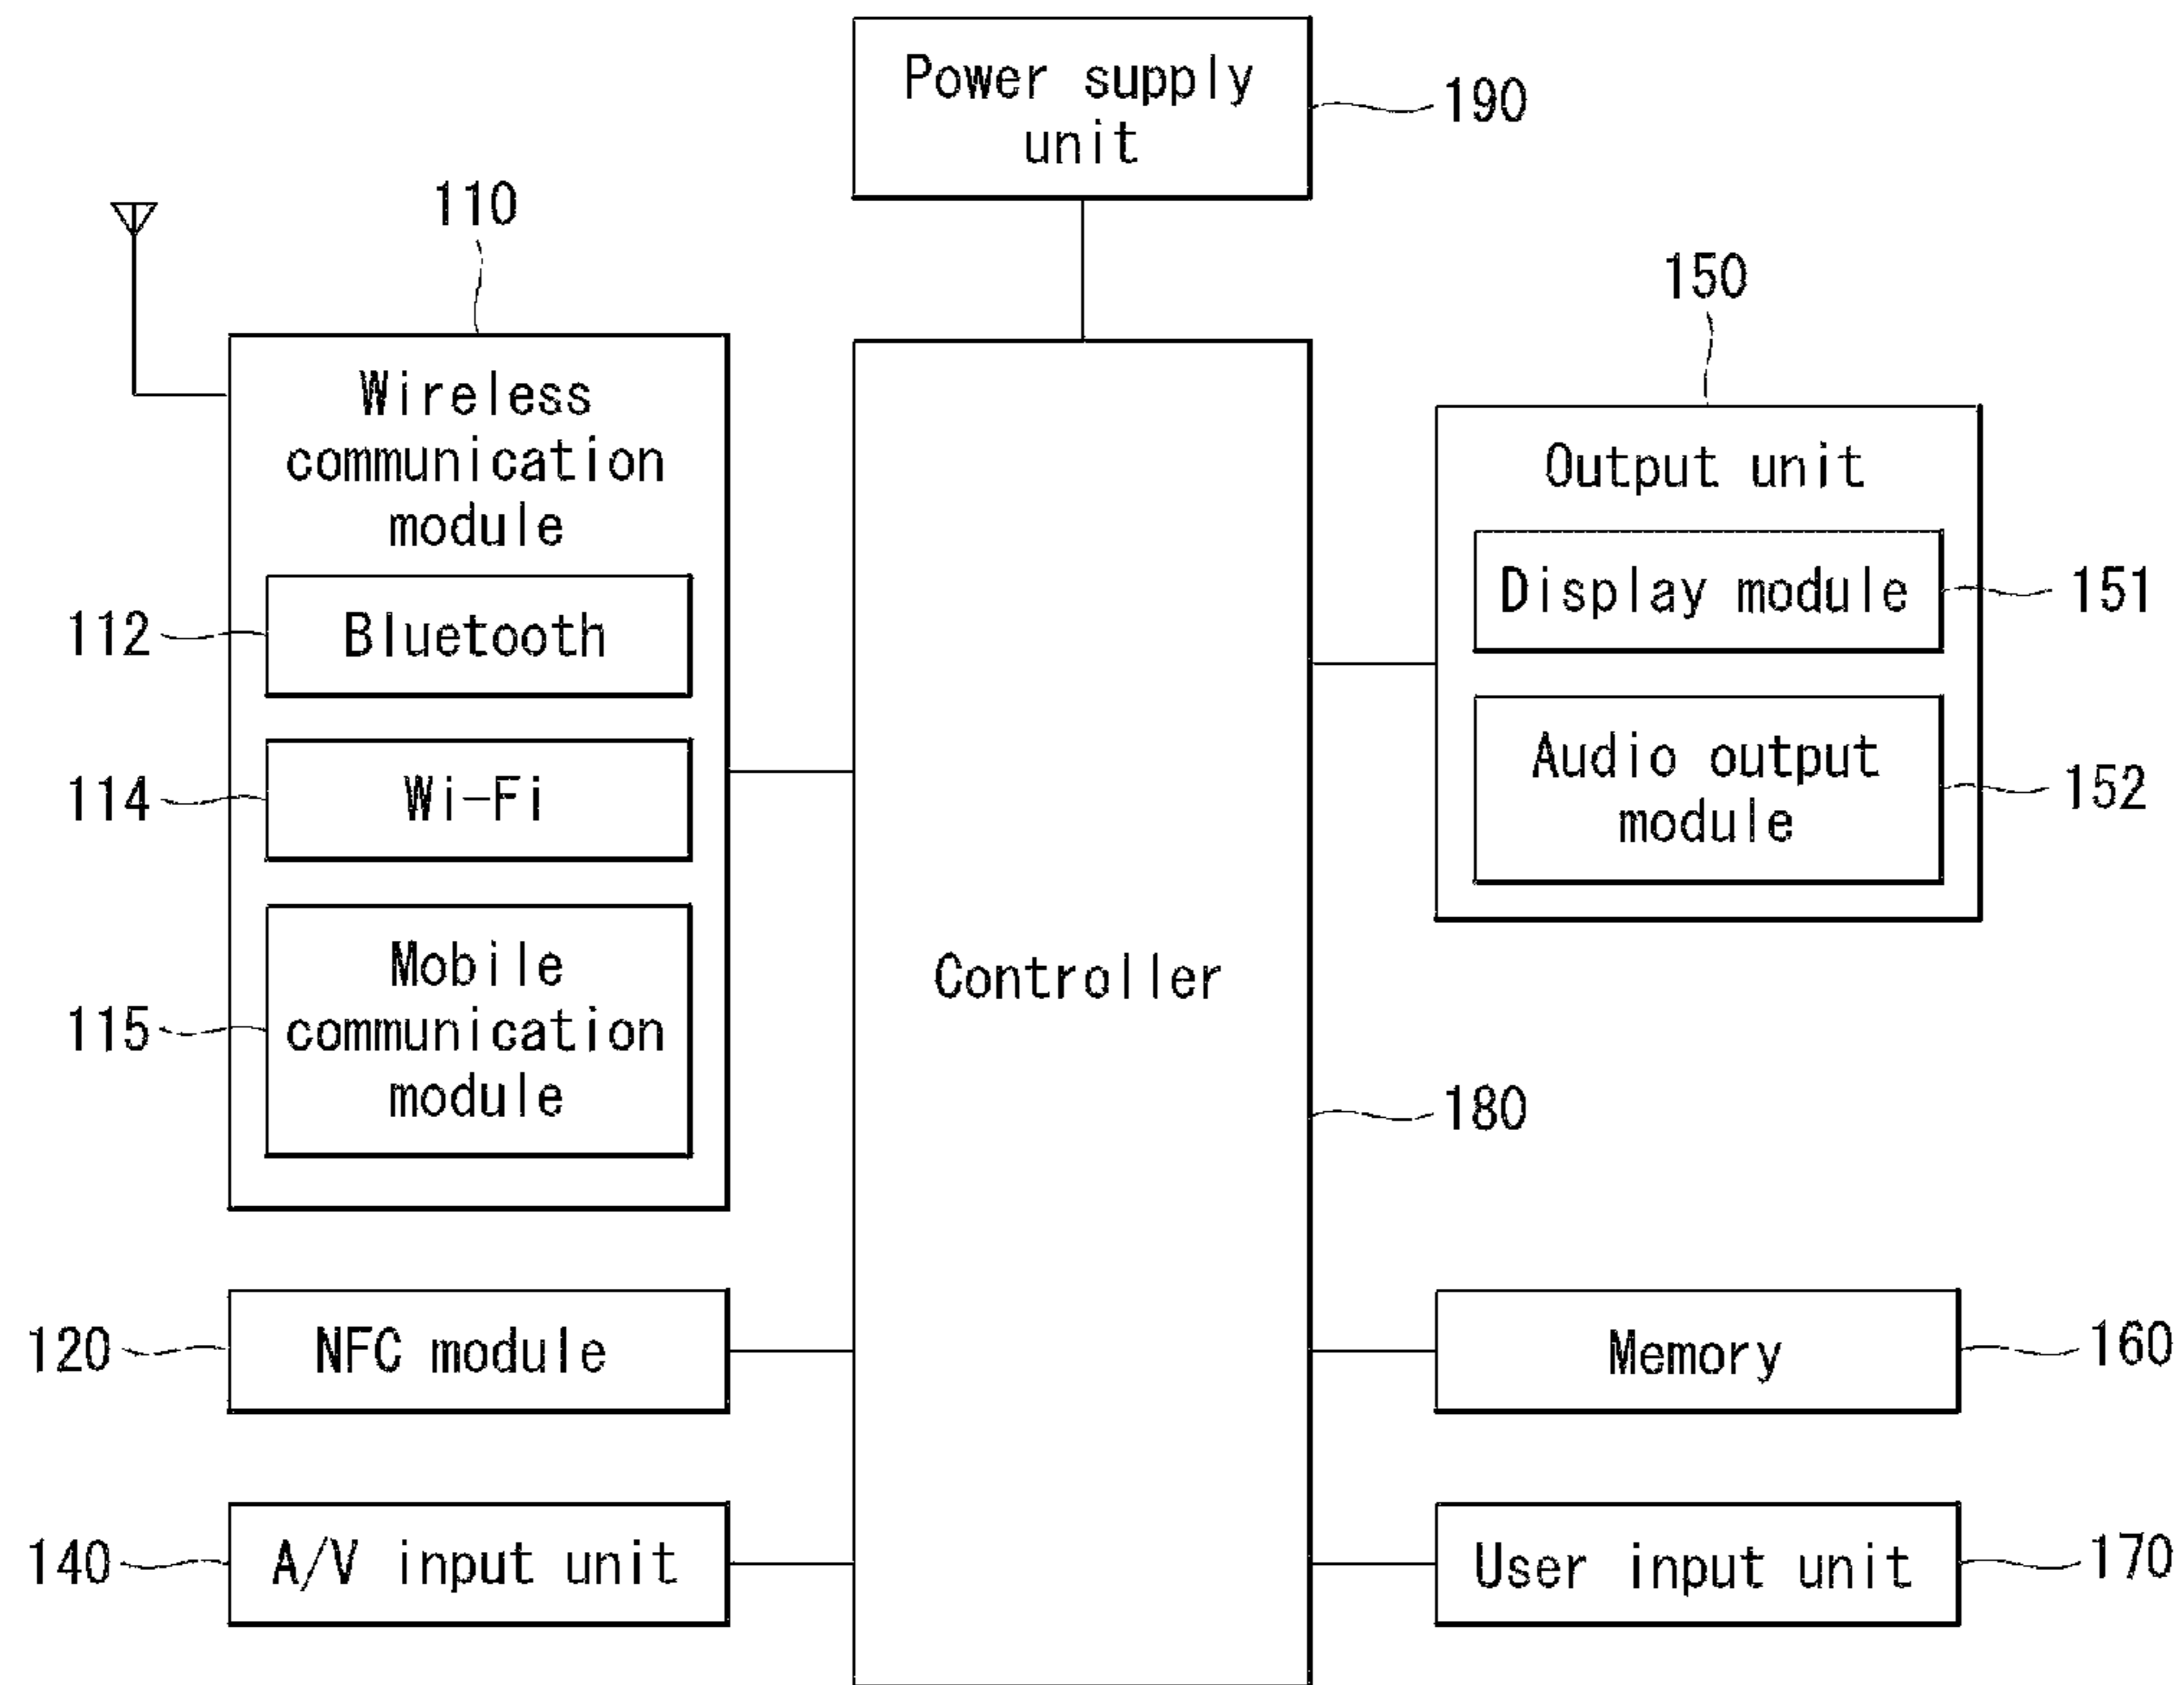 Power supply
unit
190
110
Wireless
communication
module
112
Bluetooth
114
Wi-Fi
115
Mobile
communication
module
120
NFC module
140
A/V input unit
Controller
180
150
Output unit
Display module
151
Audio output
module
152
Memory
160
User input unit
170